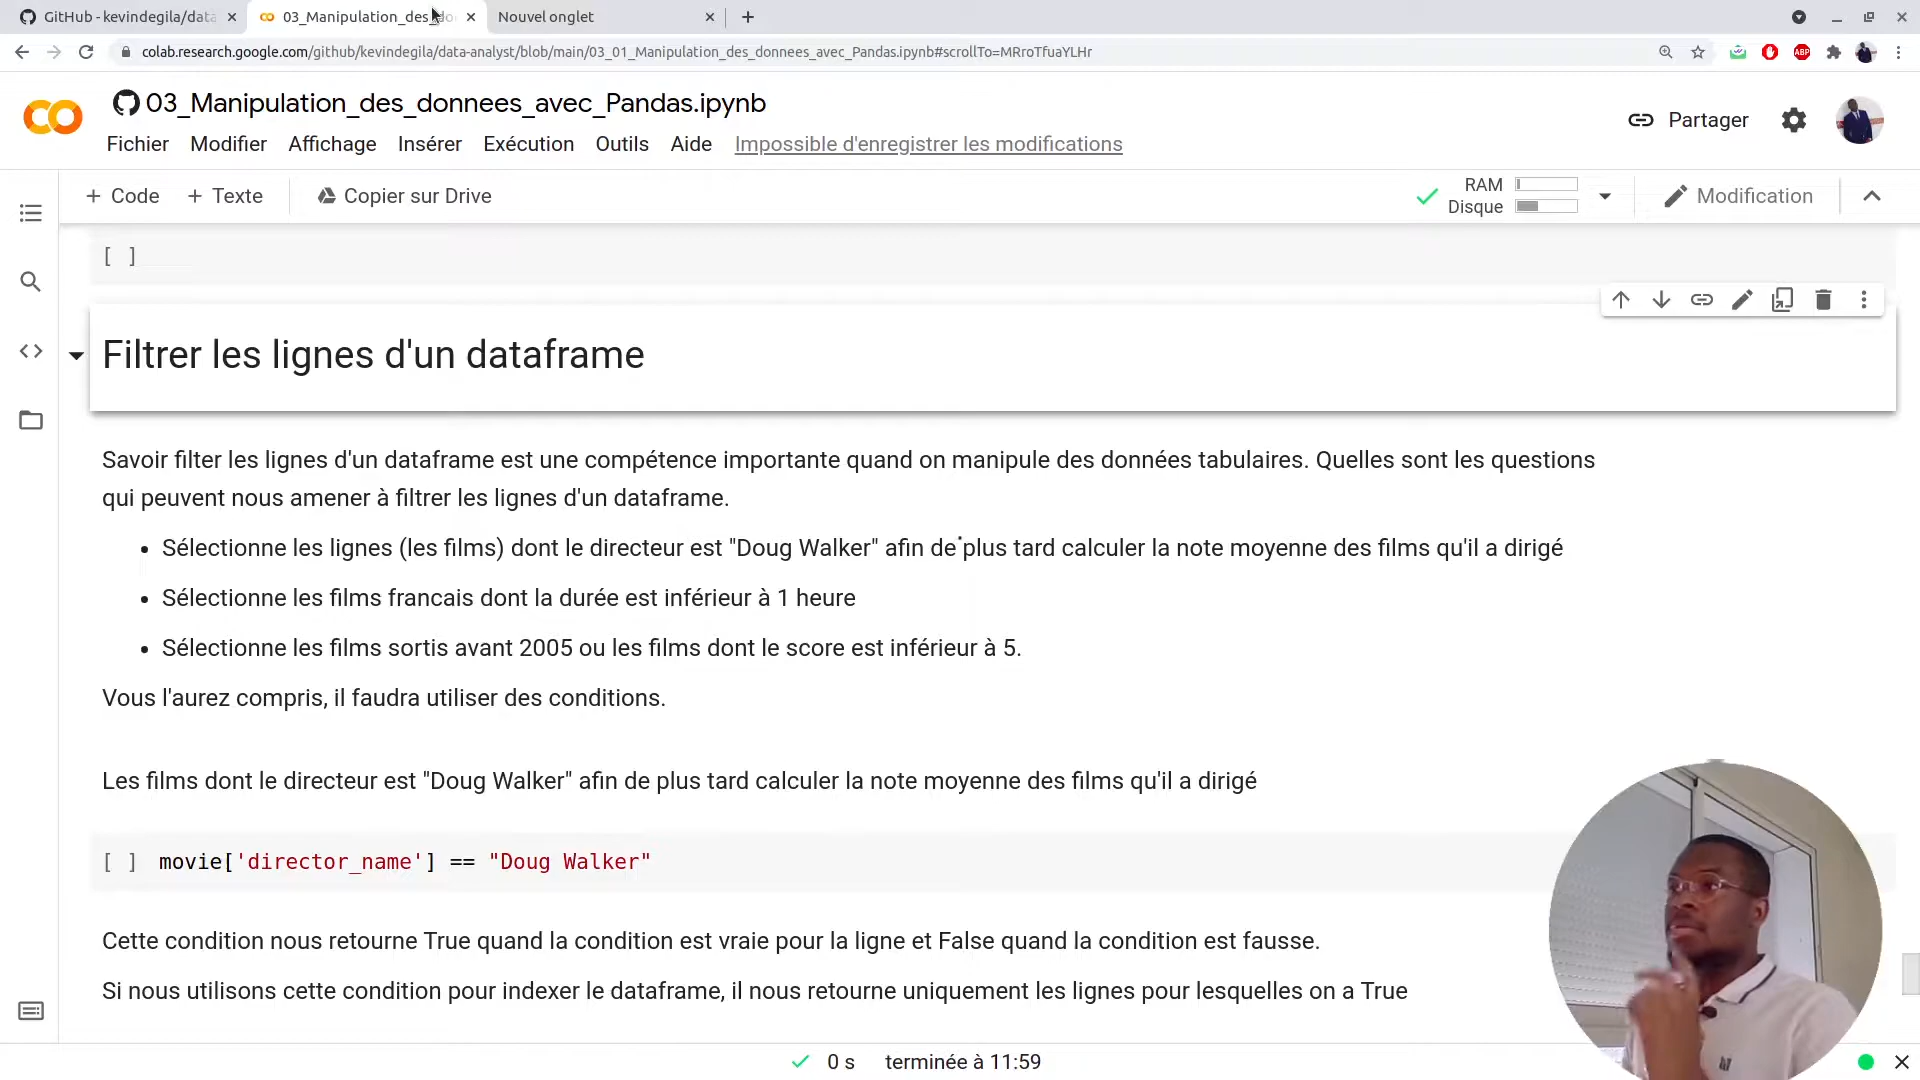 GitHub - kevindegila/data
03_Manipulation_des_do
Nouvel onglet
colab.research.google.com/github/kevindegila/data-analyst/blob/main/03_01_Manipulation_des_donnees_avec_Pandas.ipynb#scrollTo=MRroTfuaYLHr
ABP
03_Manipulation_des_donnees_avec_Pandas.ipynb
Partager
Fichier Modifier Affichage Insérer Exécution Outils Aide Impossible d'enregistrer les modifications
+ Code + Texte Copier sur Drive
RAM
Disque
Modification
[ ]
Filtrer les lignes d'un dataframe
Savoir filter les lignes d'un dataframe est une compétence importante quand on manipule des données tabulaires. Quelles sont les questions
qui peuvent nous amener à filtrer les lignes d'un dataframe.
• Sélectionne les lignes (les films) dont le directeur est "Doug Walker" afin de plus tard calculer la note moyenne des films qu'il a dirigé
• Sélectionne les films francais dont la durée est inférieur à 1 heure
• Sélectionne les films sortis avant 2005 ou les films dont le score est inférieur à 5.
Vous l'aurez compris, il faudra utiliser des conditions.
Les films dont le directeur est "Doug Walker" afin de plus tard calculer la note moyenne des films qu'il a dirigé
[ ] movie['director_name'] == "Doug Walker"
Cette condition nous retourne True quand la condition est vraie pour la ligne et False quand la condition est fausse.
Si nous utilisons cette condition pour indexer le dataframe, il nous retourne uniquement les lignes pour lesquelles on a True
0 s terminée à 11:59